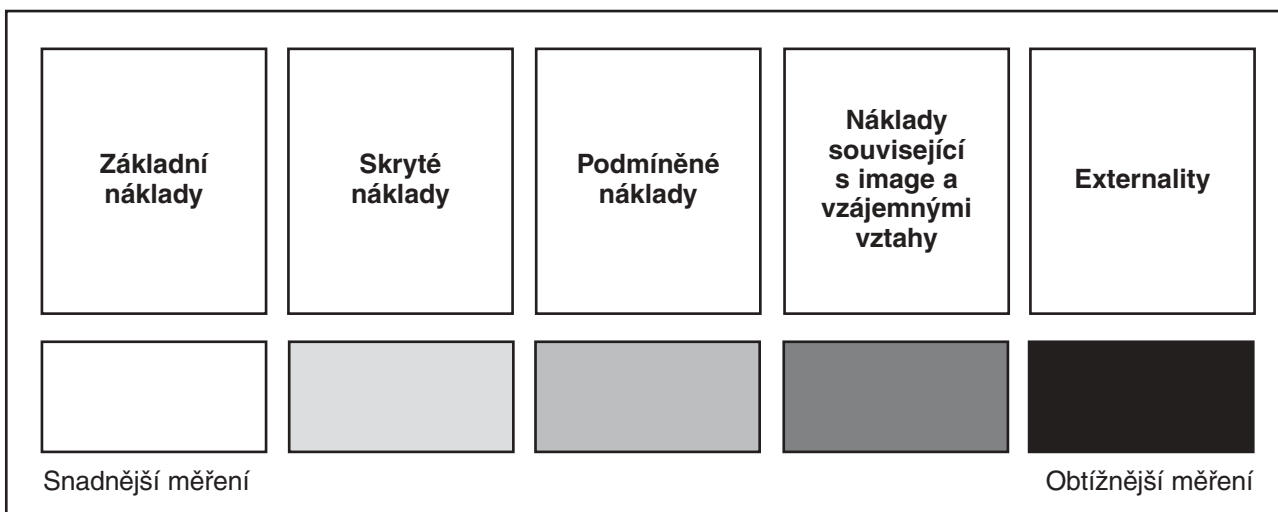 Základní
náklady
Skryté
náklady
Podmíněné
náklady
Náklady
související
s image a
vzájemnými
vztahy
Externality
Snadnější měření
Obtížnější měření